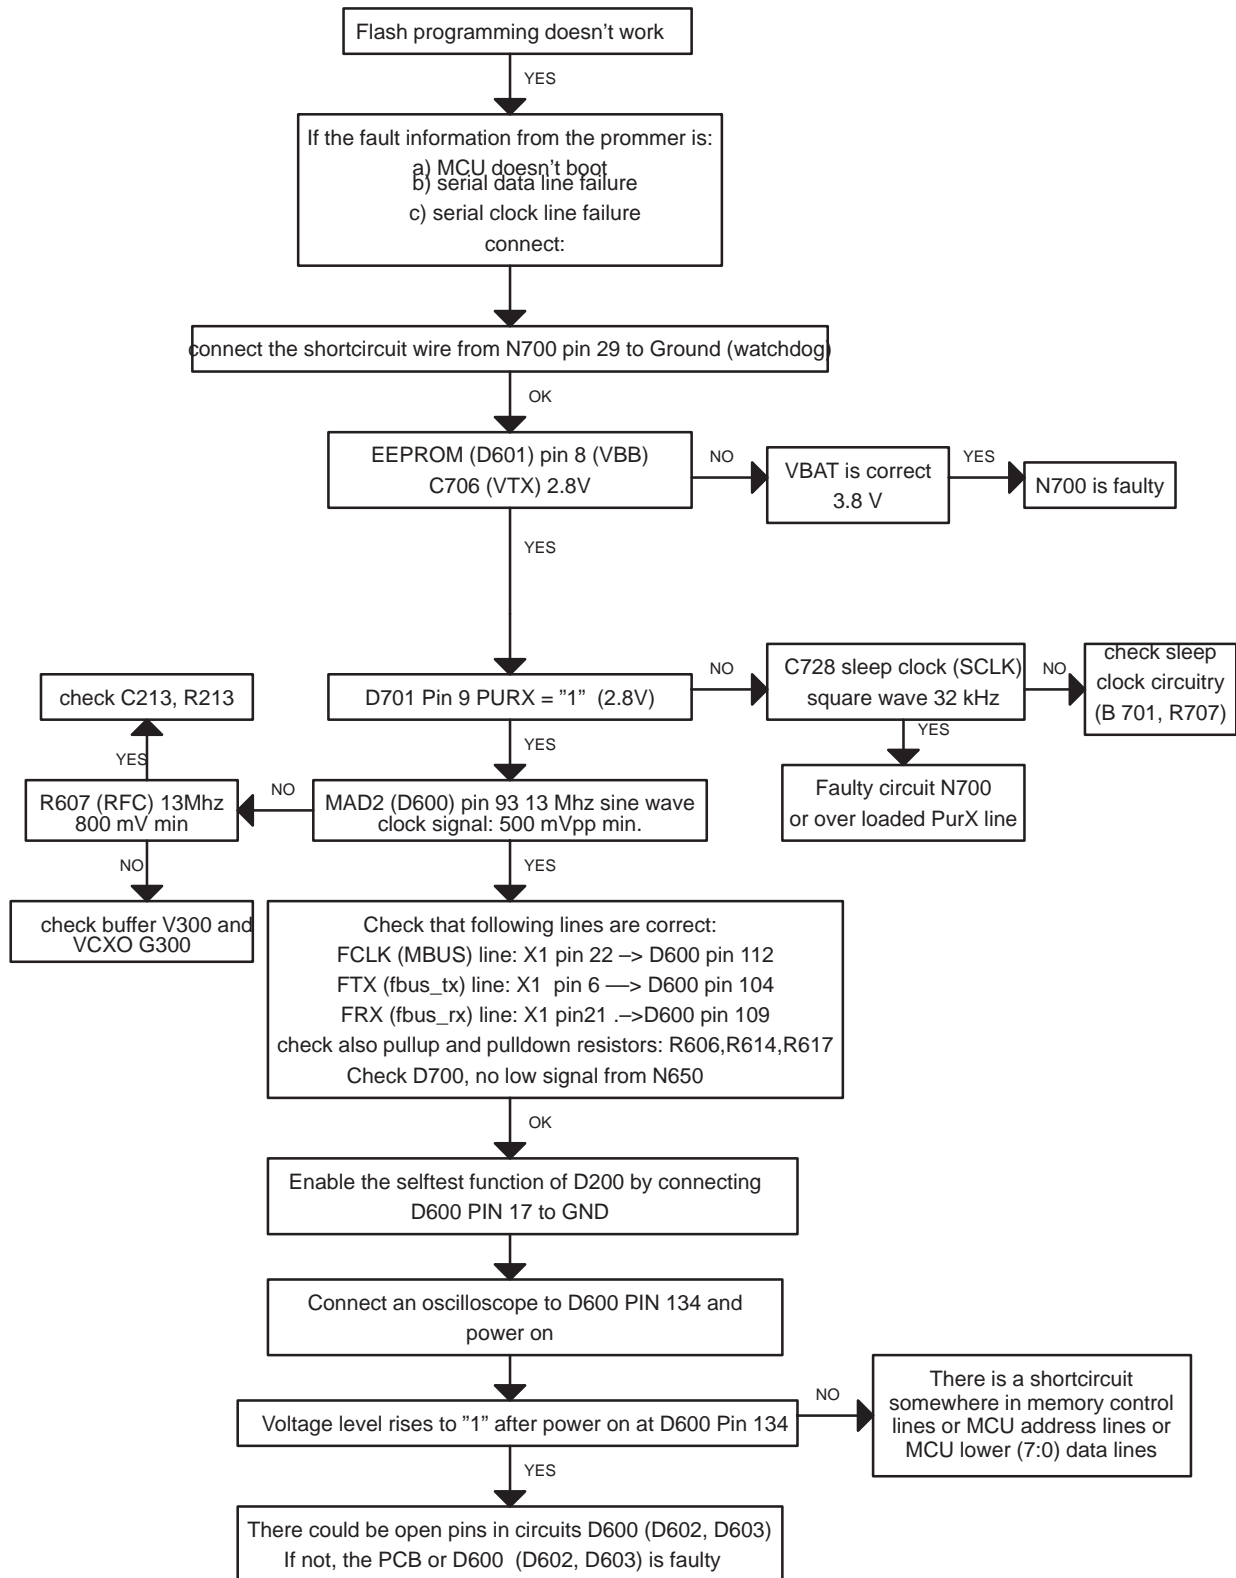 Flash programming doesn't work
YES
If the fault information from the prommer is:
a) MCU doesn't boot
b) serial data line failure
c) serial clock line failure
connect:
connect the shortcircuit wire from N700 pin 29 to Ground (watchdog)
OK
EEPROM (D601) pin 8 (VBB)
C706 (VTX) 2.8V
NO
VBAT is correct
3.8 V
YES
N700 is faulty
YES
D701 Pin 9 PURX = ”1” (2.8V)
NO
C728 sleep clock (SCLK)
square wave 32 kHz
NO
check sleep
clock circuitry
(B 701, R707)
YES
Faulty circuit N700
or over loaded PurX line
YES
MAD2 (D600) pin 93 13 Mhz sine wave
clock signal: 500 mVpp min.
NO
R607 (RFC) 13Mhz
800 mV min
YES
check C213, R213
NO
check buffer V300 and
VCXO G300
YES
Check that following lines are correct:
FCLK (MBUS) line: X1 pin 22 –> D600 pin 112
FTX (fbus_tx) line: X1 pin 6 —> D600 pin 104
FRX (fbus_rx) line: X1 pin21 .–>D600 pin 109
check also pullup and pulldown resistors: R606,R614,R617
Check D700, no low signal from N650
OK
Enable the selftest function of D200 by connecting
D600 PIN 17 to GND
Connect an oscilloscope to D600 PIN 134 and
power on
Voltage level rises to ”1” after power on at D600 Pin 134
NO
There is a shortcircuit
somewhere in memory control
lines or MCU address lines or
MCU lower (7:0) data lines
YES
There could be open pins in circuits D600 (D602, D603)
If not, the PCB or D600 (D602, D603) is faulty